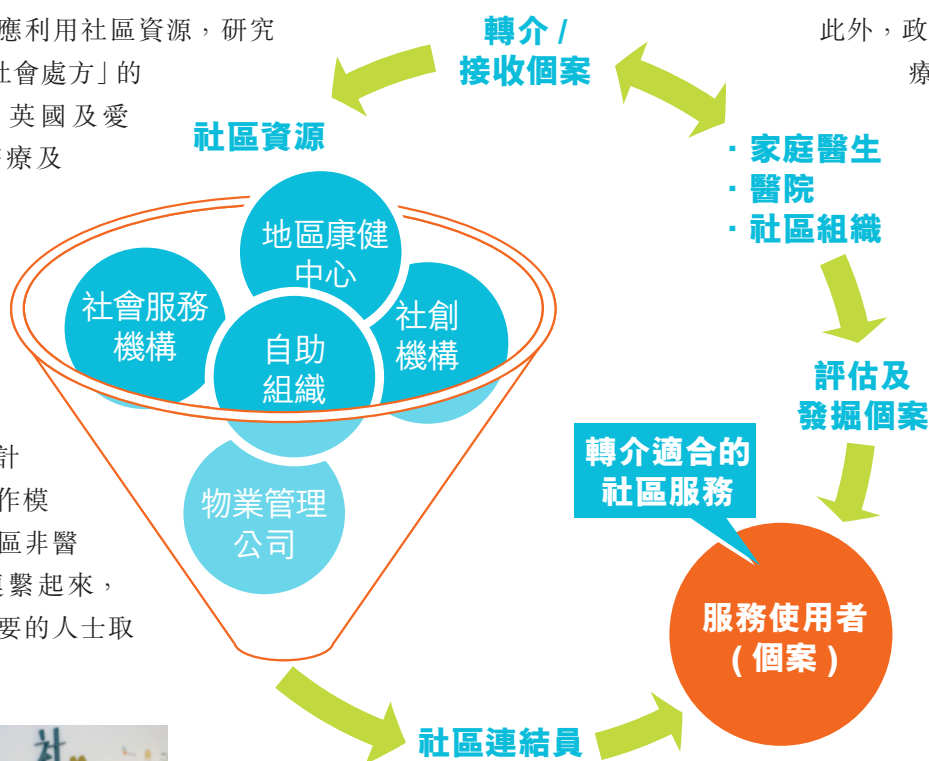 應利用社區資源，研究
社會處方」的
英國及愛
療及
計
作模
區非醫
連繫起來，
要的人士取
此外，政
療
轉介 /
接收個案
社區資源
· 家庭醫生
· 醫院
· 社區組織
地區康健
中心
社會服務
機構
自助
組織
社創
機構
物業管理
公司
評估及
發掘個案
轉介適合的
社區服務
服務使用者
( 個案 )
社區連結員
社